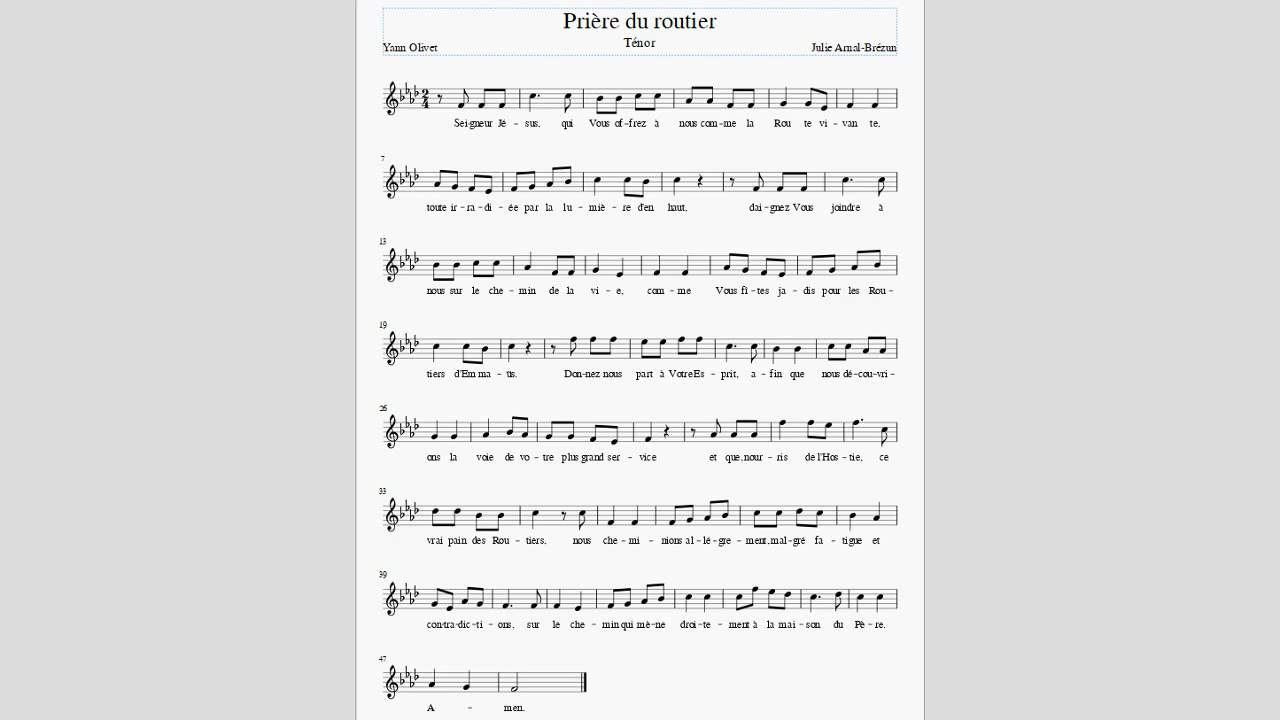 Prière du routier
Ténor
Yann Olivet Julie Arnal-Brézun
2 4
Seigneur Jé - sus, qui Vous of-frez à nous com-me la Rou te vi - van te,
7
toute ir-ra-di-ée par la lu-miè-re d'en haut, dai-gnez Vous joindre à
13
nous sur le che-min de la vi-e, com-me Vous fî-tes ja-dis pour les Rou-
19
tiers d'Em ma-üs. Don-nez nous part à Votre Es-prit, a-fin que nous dé-cou-vri-
26
ons la voie de vo-tre plus grand ser-vice et que, nour-ris de l'Hos-tie, ce
33
vrai pain des Rou-tiers, nous che-mi-nions al-lé-gre-ment, mal-gré fa-tigue et
39
con-tra-dic-ti-ons, sur le che-min qui mè-ne droi-te-ment à la mai-son du Pè-re.
47
A - men.